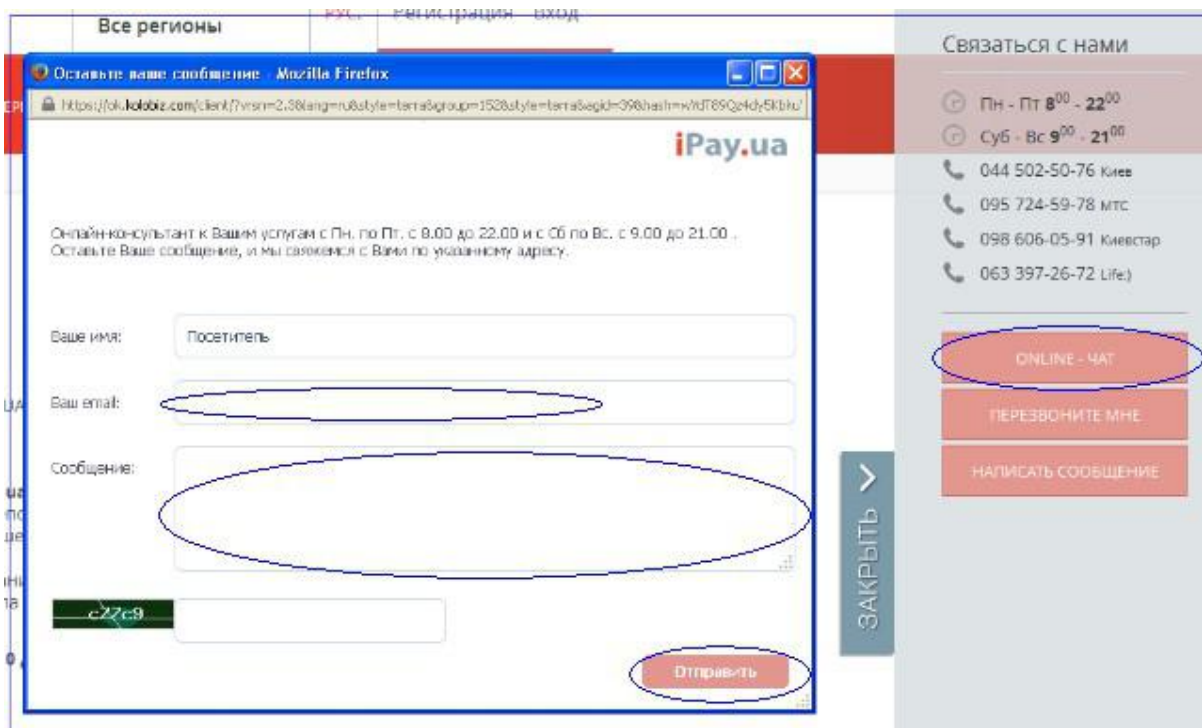 Все регионы
РУС.
Регистрация Вход
Связаться с нами
Пн - Пт 8⁰⁰ - 22⁰⁰
Суб - Вс 9⁰⁰ - 21⁰⁰
044 502-50-76 Киев
095 724-59-78 МТС
098 606-05-91 Киевстар
063 397-26-72 Life:)
ONLINE - ЧАТ
ПЕРЕЗВОНИТЕ МНЕ
НАПИСАТЬ СООБЩЕНИЕ
ЗАКРЫТЬ
Оставьте ваше сообщение - Mozilla Firefox
iPay.ua
Онлайн-консультант к Вашим услугам с Пн. по Пт. с 8.00 до 22.00 и с Сб по Вс. с 9.00 до 21.00 .
Оставьте Ваше сообщение, и мы свяжемся с Вами по указанному адресу.
Ваше имя:
Посетитель
Ваш email:
Сообщение:
c27c9
Отправить